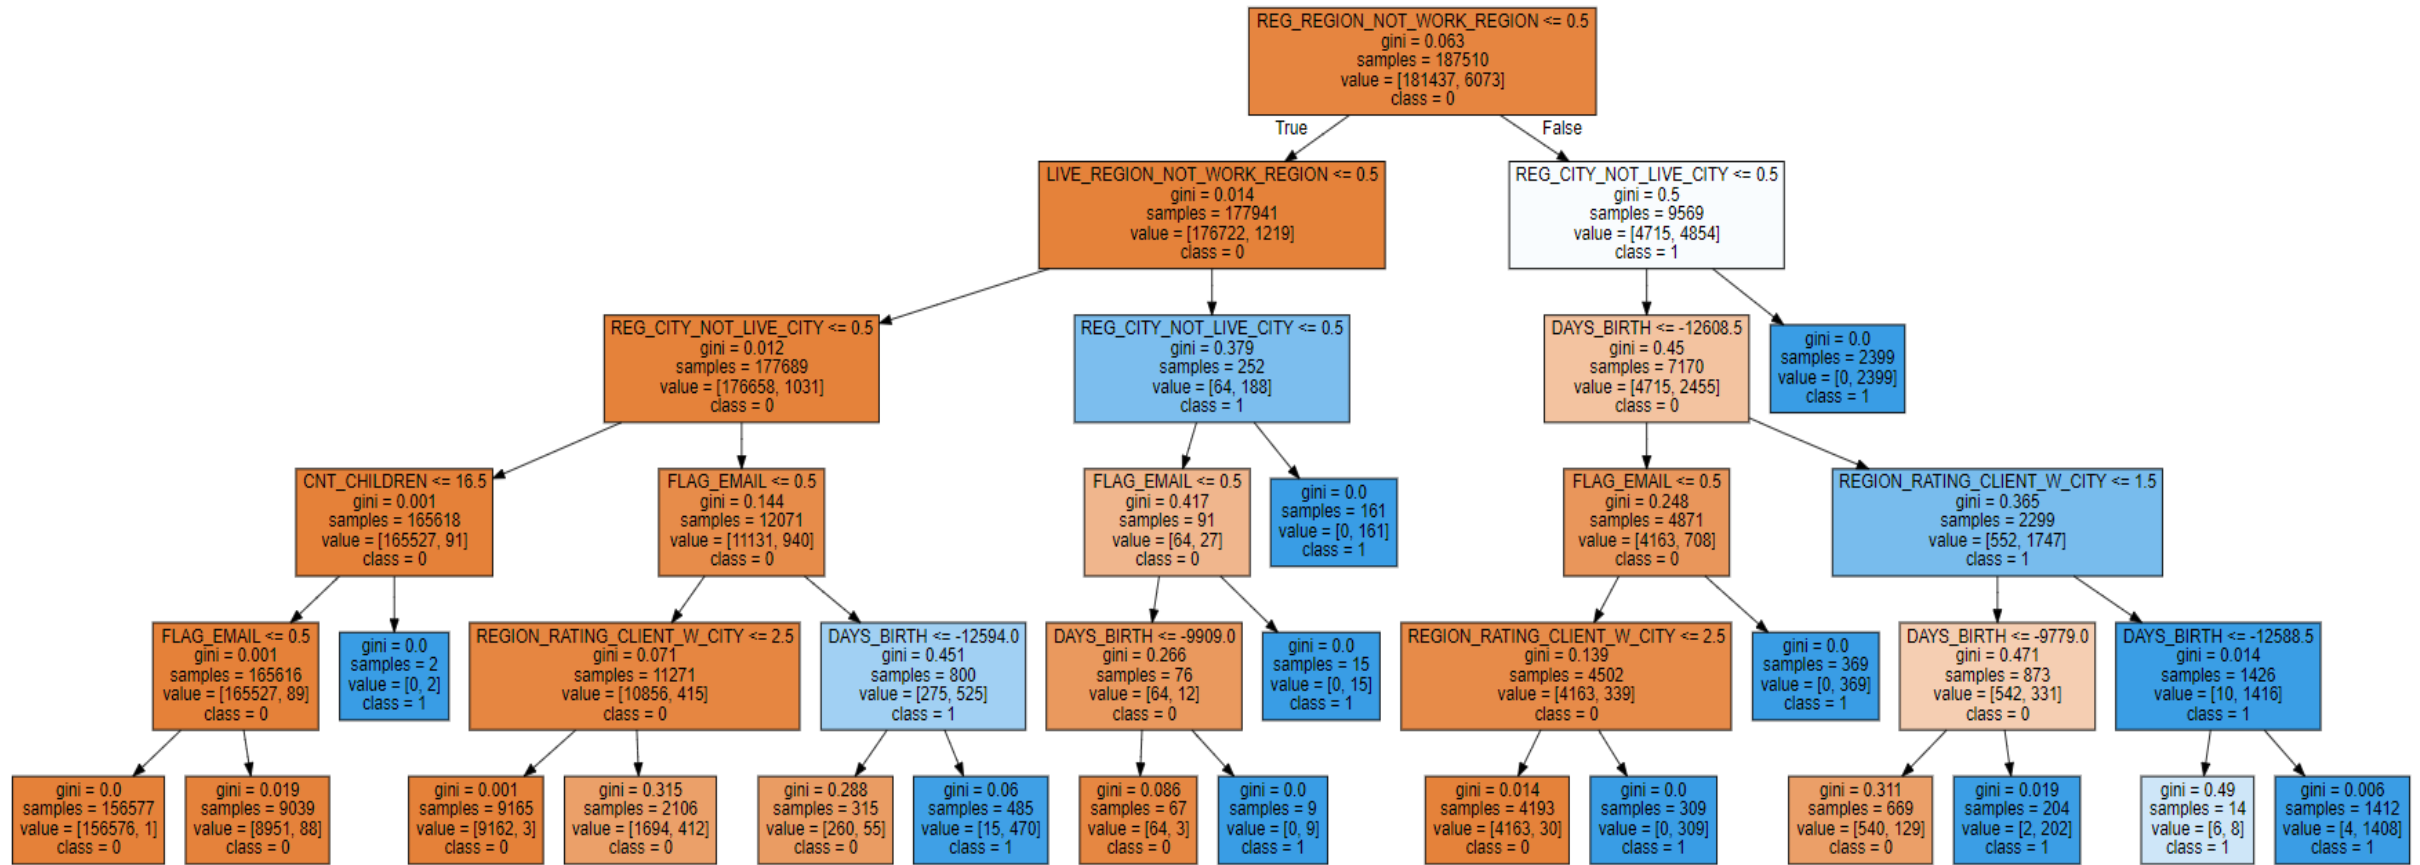 REG_REGION_NOT_WORK_REGION <= 0.5
gini = 0.063
samples = 187510
value = [181437, 6073]
class = 0
True
False
LIVE_REGION_NOT_WORK_REGION <= 0.5
gini = 0.014
samples = 177941
value = [176722, 1219]
class = 0
REG_CITY_NOT_LIVE_CITY <= 0.5
gini = 0.5
samples = 9569
value = [4715, 4854]
class = 1
REG_CITY_NOT_LIVE_CITY <= 0.5
gini = 0.012
samples = 177689
value = [176658, 1031]
class = 0
REG_CITY_NOT_LIVE_CITY <= 0.5
gini = 0.379
samples = 252
value = [64, 188]
class = 1
DAYS_BIRTH <= -12608.5
gini = 0.45
samples = 7170
value = [4715, 2455]
class = 0
gini = 0.0
samples = 2399
value = [0, 2399]
class = 1
CNT_CHILDREN <= 16.5
gini = 0.001
samples = 165618
value = [165527, 91]
class = 0
FLAG_EMAIL <= 0.5
gini = 0.144
samples = 12071
value = [11131, 940]
class = 0
FLAG_EMAIL <= 0.5
gini = 0.417
samples = 91
value = [64, 27]
class = 0
gini = 0.0
samples = 161
value = [0, 161]
class = 1
FLAG_EMAIL <= 0.5
gini = 0.248
samples = 4871
value = [4163, 708]
class = 0
REGION_RATING_CLIENT_W_CITY <= 1.5
gini = 0.365
samples = 2299
value = [552, 1747]
class = 1
FLAG_EMAIL <= 0.5
gini = 0.001
samples = 165616
value = [165527, 89]
class = 0
gini = 0.0
samples = 2
value = [0, 2]
class = 1
REGION_RATING_CLIENT_W_CITY <= 2.5
gini = 0.071
samples = 11271
value = [10856, 415]
class = 0
DAYS_BIRTH <= -12594.0
gini = 0.451
samples = 800
value = [275, 525]
class = 1
DAYS_BIRTH <= -9909.0
gini = 0.266
samples = 76
value = [64, 12]
class = 0
gini = 0.0
samples = 15
value = [0, 15]
class = 1
REGION_RATING_CLIENT_W_CITY <= 2.5
gini = 0.139
samples = 4502
value = [4163, 339]
class = 0
gini = 0.0
samples = 369
value = [0, 369]
class = 1
DAYS_BIRTH <= -9779.0
gini = 0.471
samples = 873
value = [542, 331]
class = 0
DAYS_BIRTH <= -12588.5
gini = 0.014
samples = 1426
value = [10, 1416]
class = 1
gini = 0.0
samples = 156577
value = [156576, 1]
class = 0
gini = 0.019
samples = 9039
value = [8951, 88]
class = 0
gini = 0.001
samples = 9165
value = [9162, 3]
class = 0
gini = 0.315
samples = 2106
value = [1694, 412]
class = 0
gini = 0.288
samples = 315
value = [260, 55]
class = 0
gini = 0.06
samples = 485
value = [15, 470]
class = 1
gini = 0.086
samples = 67
value = [64, 3]
class = 0
gini = 0.0
samples = 9
value = [0, 9]
class = 1
gini = 0.014
samples = 4193
value = [4163, 30]
class = 0
gini = 0.0
samples = 309
value = [0, 309]
class = 1
gini = 0.311
samples = 669
value = [540, 129]
class = 0
gini = 0.019
samples = 204
value = [2, 202]
class = 1
gini = 0.49
samples = 14
value = [6, 8]
class = 1
gini = 0.006
samples = 1412
value = [4, 1408]
class = 1